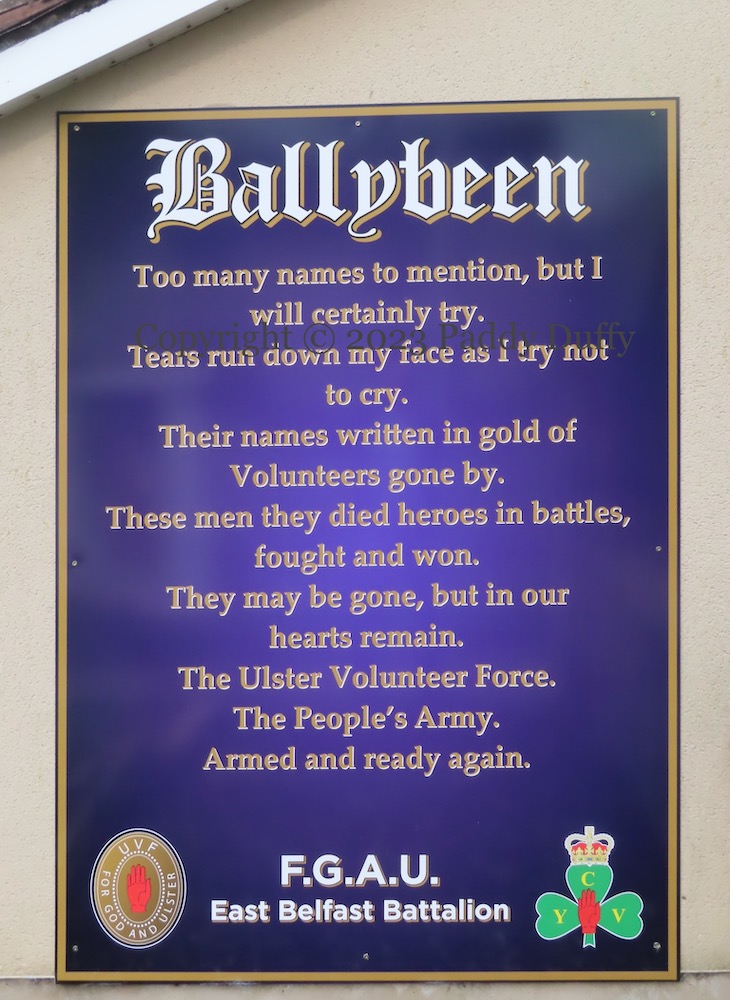 Ballybeen
Too many names to mention, but I
will certainly try.
Copyright © 2023 Paddy Duffy
Tears run down my face as I try not
to cry.
Their names written in gold of
Volunteers gone by.
These men they died heroes in battles,
fought and won.
They may be gone, but in our
hearts remain.
The Ulster Volunteer Force.
The People's Army.
Armed and ready again.
UVF
FOR GOD AND ULSTER
F.G.A.U.
East Belfast Battalion
C
Y V